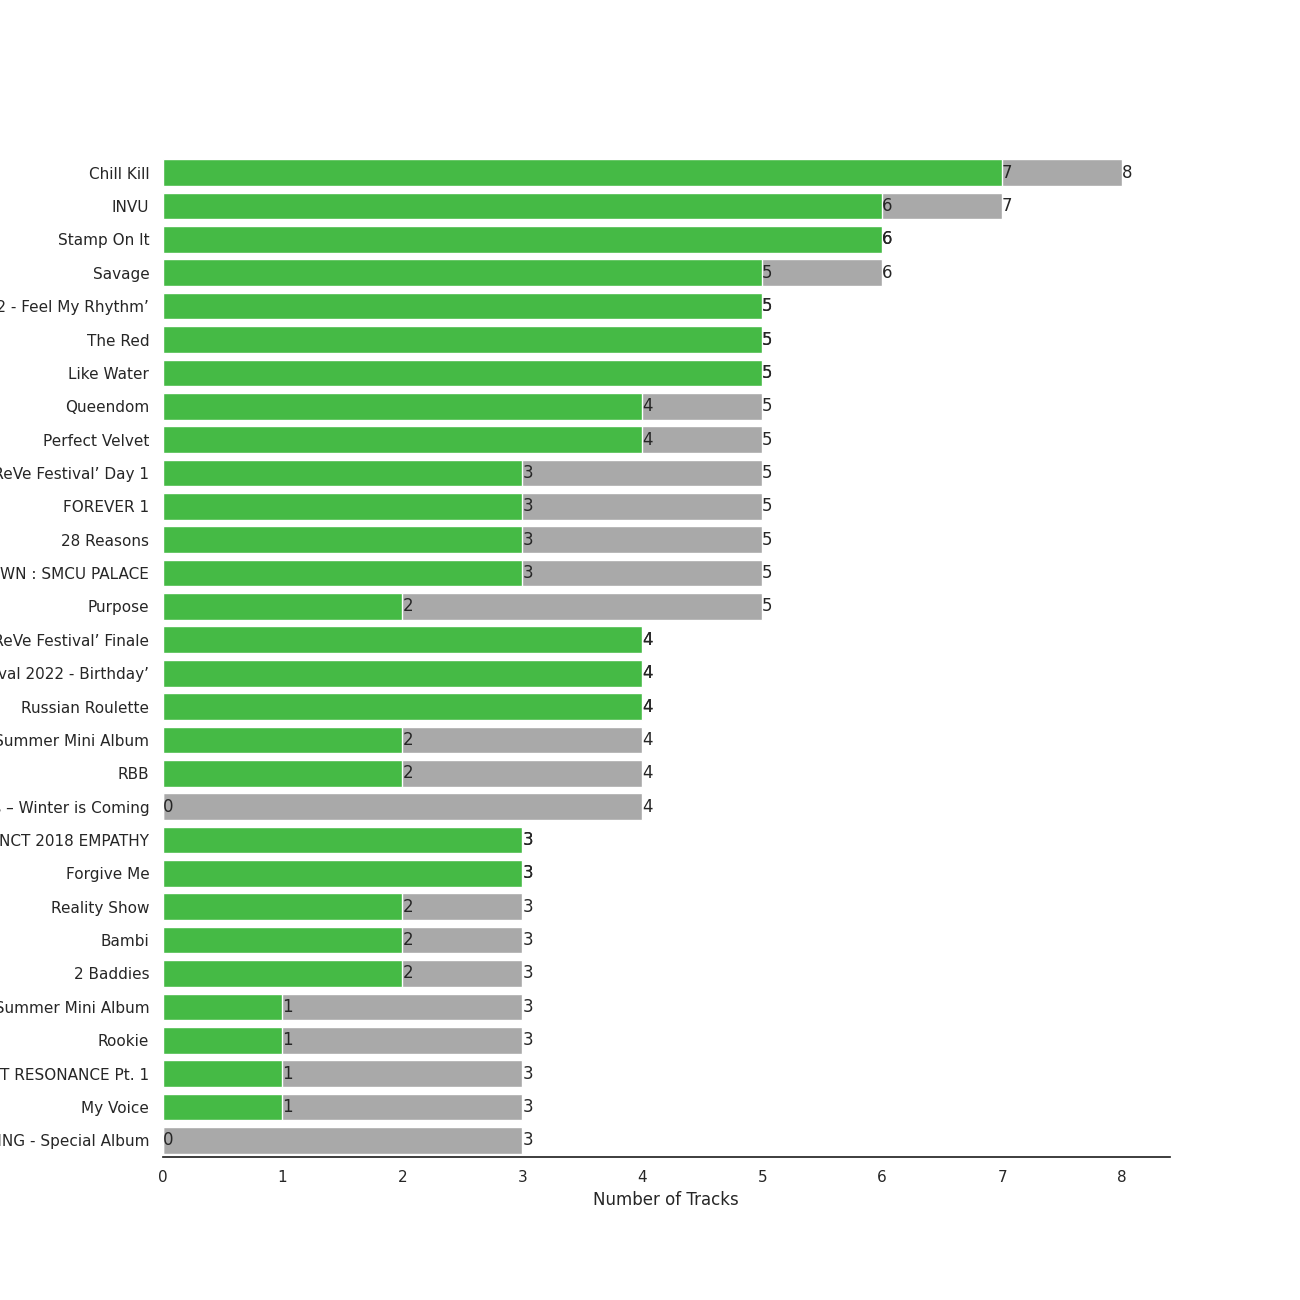 Chill Kill 7 8
INVU 6 7
Stamp On It 6
Savage 5 6
2 - Feel My Rhythm’ 5
The Red 5
Like Water 5
Queendom 4 5
Perfect Velvet 4 5
ReVe Festival’ Day 1 3 5
FOREVER 1 3 5
28 Reasons 3 5
WN : SMCU PALACE 3 5
Purpose 2 5
ReVe Festival’ Finale 4
val 2022 - Birthday’ 4
Russian Roulette 4
Summer Mini Album 2 4
RBB 2 4
– Winter is Coming 0 4
NCT 2018 EMPATHY 3
Forgive Me 3
Reality Show 2 3
Bambi 2 3
2 Baddies 2 3
Summer Mini Album 1 3
Rookie 1 3
T RESONANCE Pt. 1 1 3
My Voice 1 3
ING - Special Album 0 3
0 1 2 3 4 5 6 7 8
Number of Tracks